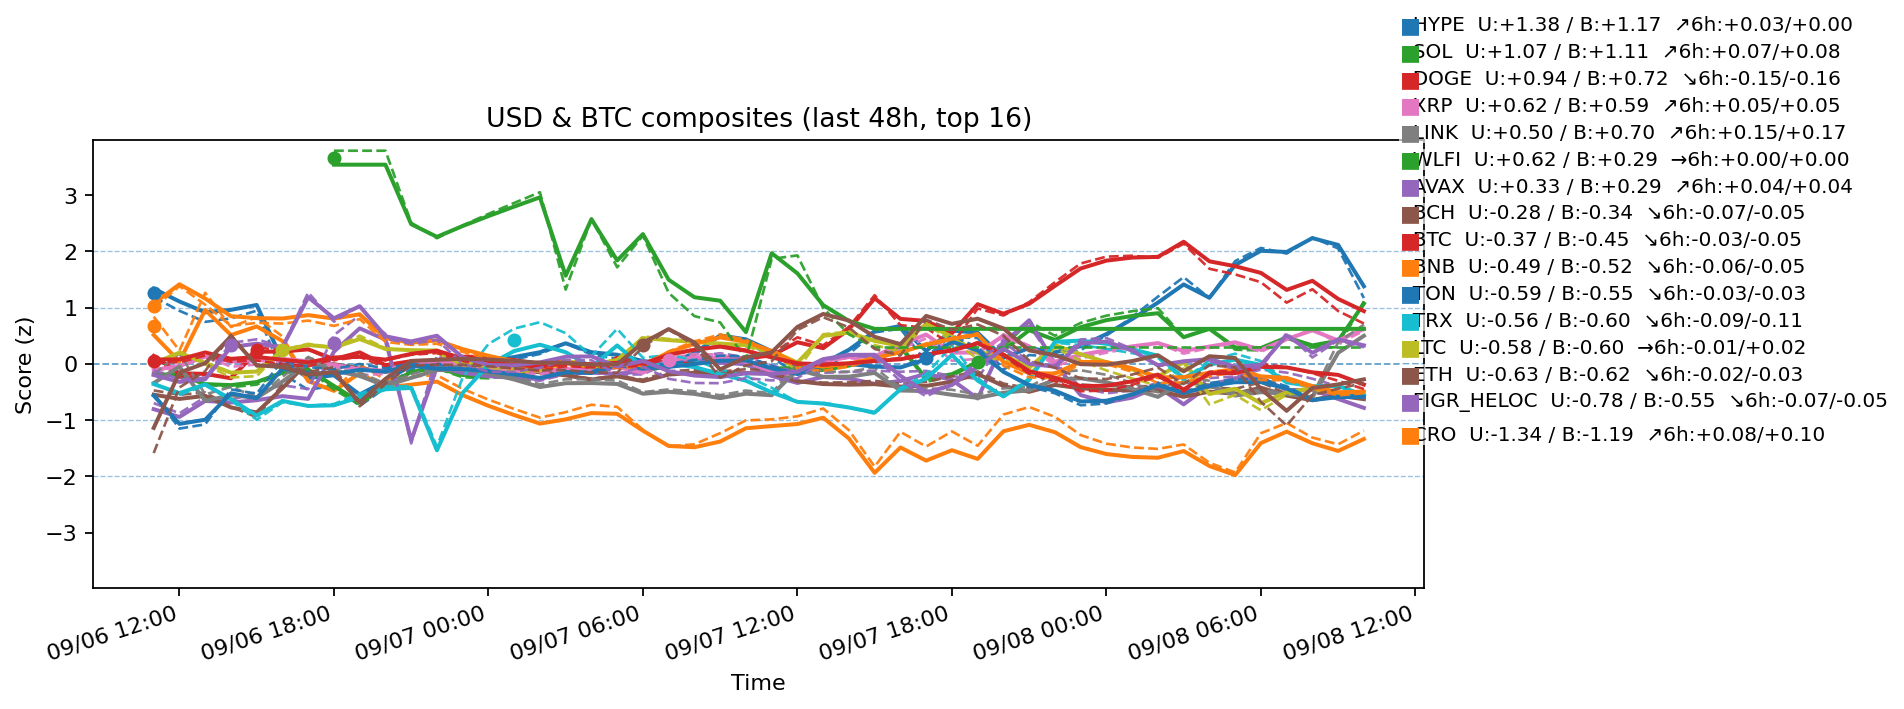 HYPE  U:+1.38 / B:+1.17  ↗6h:+0.03/+0.00
SOL  U:+1.07 / B:+1.11  ↗6h:+0.07/+0.08
DOGE  U:+0.94 / B:+0.72  ↘6h:-0.15/-0.16
XRP  U:+0.62 / B:+0.59  ↗6h:+0.05/+0.05
LINK  U:+0.50 / B:+0.70  ↗6h:+0.15/+0.17
WLFI  U:+0.62 / B:+0.29  →6h:+0.00/+0.00
AVAX  U:+0.33 / B:+0.29  ↗6h:+0.04/+0.04
BCH  U:-0.28 / B:-0.34  ↘6h:-0.07/-0.05
BTC  U:-0.37 / B:-0.45  ↘6h:-0.03/-0.05
BNB  U:-0.49 / B:-0.52  ↘6h:-0.06/-0.05
TON  U:-0.59 / B:-0.55  ↘6h:-0.03/-0.03
TRX  U:-0.56 / B:-0.60  ↘6h:-0.09/-0.11
LTC  U:-0.58 / B:-0.60  →6h:-0.01/+0.02
ETH  U:-0.63 / B:-0.62  ↘6h:-0.02/-0.03
FIGR_HELOC  U:-0.78 / B:-0.55  ↘6h:-0.07/-0.05
CRO  U:-1.34 / B:-1.19  ↗6h:+0.08/+0.10
USD & BTC composites (last 48h, top 16)
Score (z)
3
2
1
0
−1
−2
−3
09/06 12:00
09/06 18:00
09/07 00:00
09/07 06:00
09/07 12:00
09/07 18:00
09/08 00:00
09/08 06:00
09/08 12:00
Time